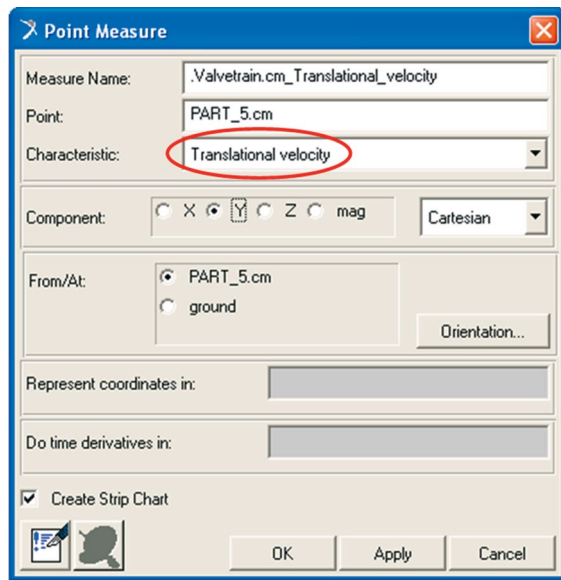 Point Measure
Measure Name: .Valvetrain.cm_Translational_velocity
Point: PART_5.cm
Characteristic: Translational velocity
Component: X Y Z mag Cartesian
From/At: PART_5.cm
ground
Orientation...
Represent coordinates in:
Do time derivatives in:
Create Strip Chart
OK Apply Cancel